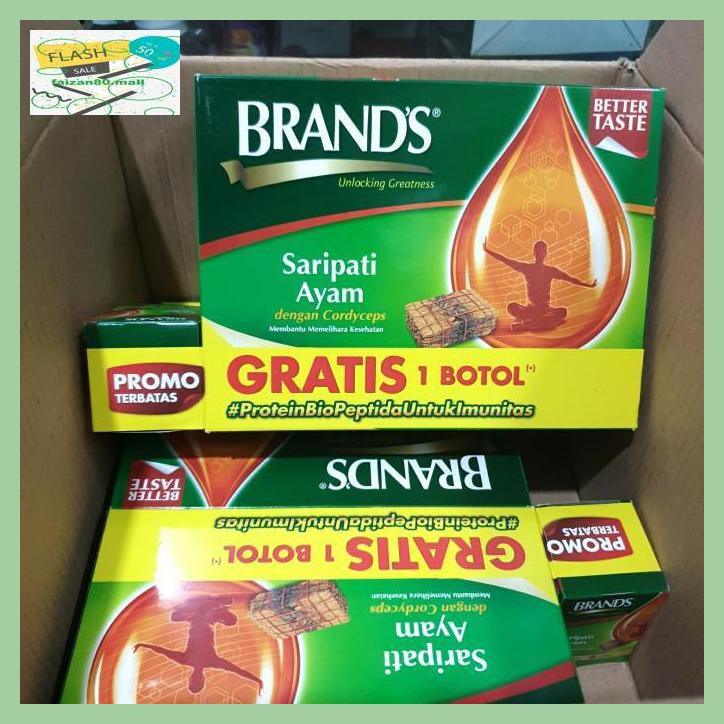 FLASH
SALE
50
faizan80.mall
BRAND'S®
Unlocking Greatness
BETTER
TASTE
Saripati
Ayam
dengan Cordyceps
Membantu Memelihara Kesehatan
PROMO
TERBATAS
GRATIS 1 BOTOL(*)
#ProteinBioPeptidaUntukImunitas
BRAND'S®
BETTER
TASTE
#ProteinBioPeptidaUntukImunitas
GRATIS 1 BOTOL(*)
Membantu Memelihara Kesehatan
dengan Cordyceps
Saripati
Ayam
PROMO
TERBATAS
BRAND'S